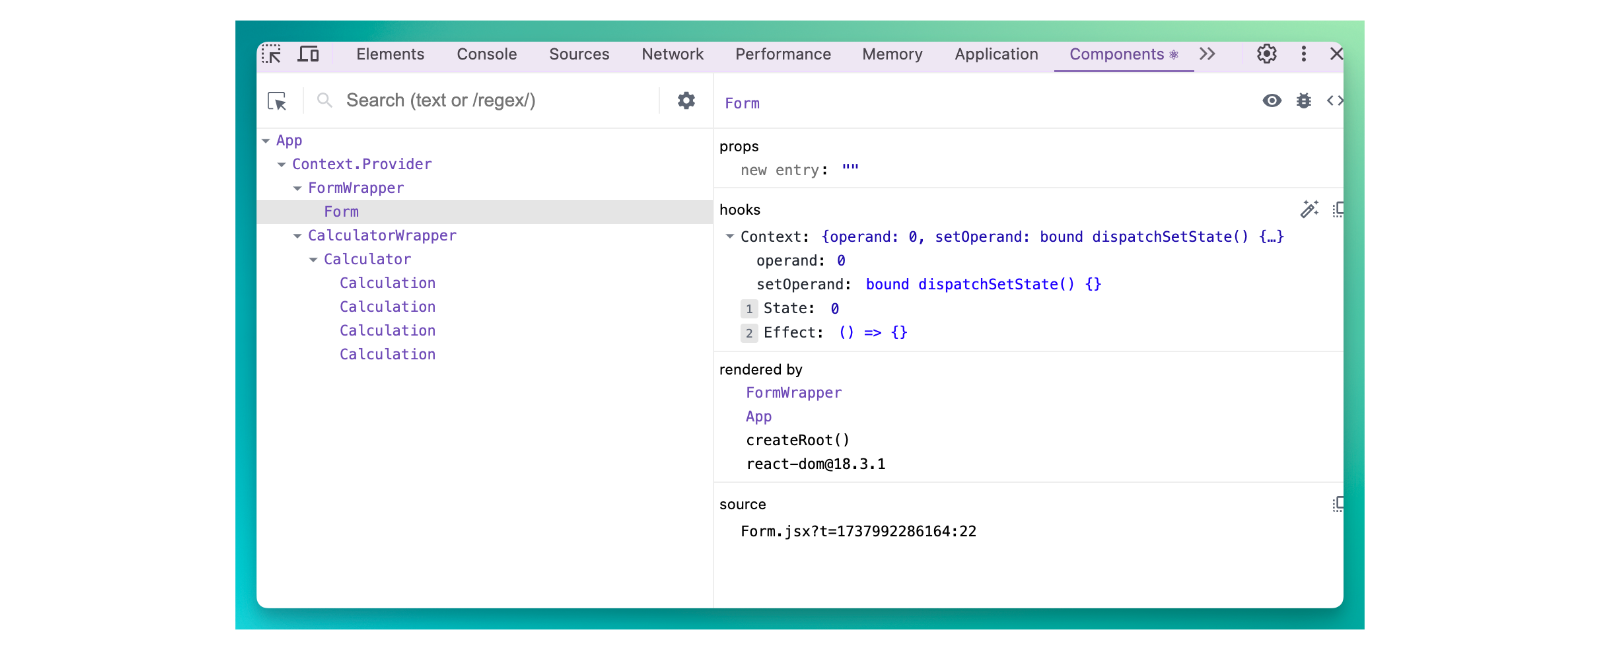 Elements Console Sources Network Performance Memory Application Components
Search (text or /regex/)
App
Context.Provider
FormWrapper
Form
CalculatorWrapper
Calculator
Calculation
Calculation
Calculation
Calculation
Form
props
new entry: ""
hooks
Context: {operand: 0, setOperand: bound dispatchSetState() {…}
operand: 0
setOperand: bound dispatchSetState() {}
1 State: 0
2 Effect: () => {}
rendered by
FormWrapper
App
createRoot()
react-dom@18.3.1
source
Form.jsx?t=1737992286164:22